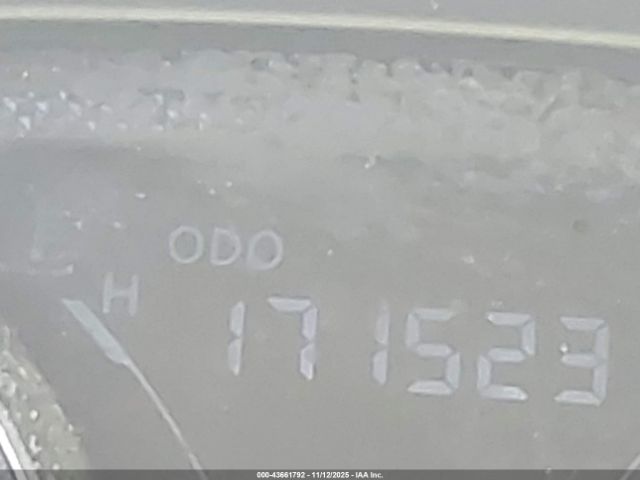 ODO
H
171523
000-43661792 - 11/12/2025 - IAA Inc.